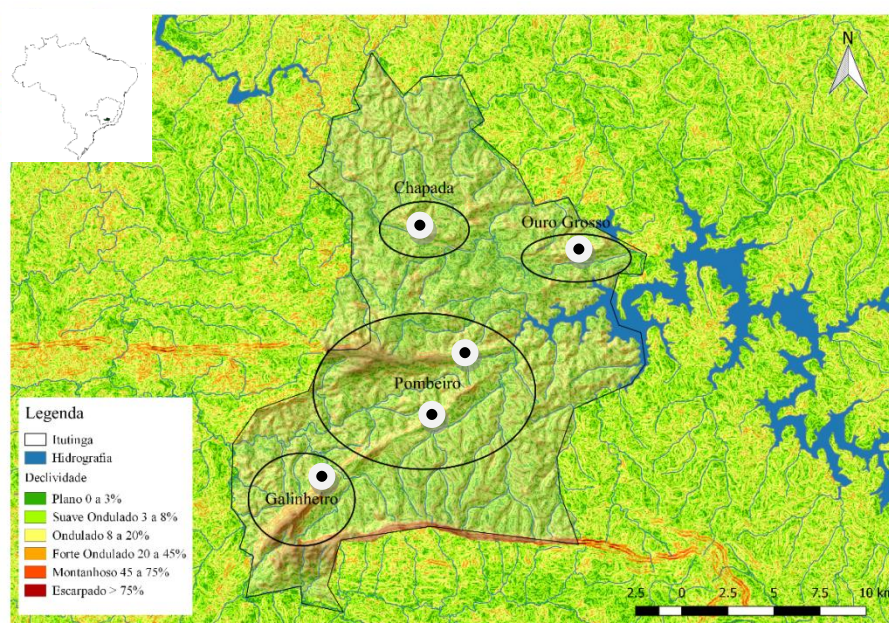 N
Chapada
Ouro Grosso
Pombeiro
Galinheiro
Legenda
Itutinga
Hidrografia
Declividade
Plano 0 a 3%
Suave Ondulado 3 a 8%
Ondulado 8 a 20%
Forte Ondulado 20 a 45%
Montanhoso 45 a 75%
Escarpado > 75%
2.5 0 2.5 5 7.5 10 km